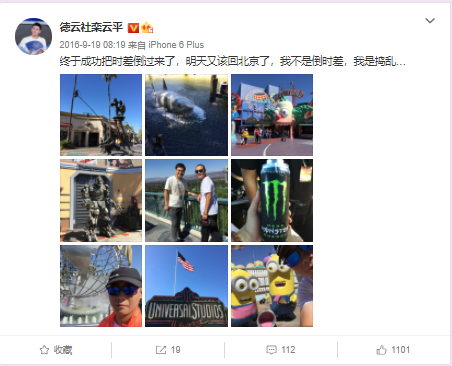 德云社栾云平
2016-9-19 08:19 来自 iPhone 6 Plus
终于成功把时差倒过来了，明天又该回北京了，我不是倒时差，我是捣乱...
MONSTER
UNIVERSAL STUDIOS
收藏
19
112
1101